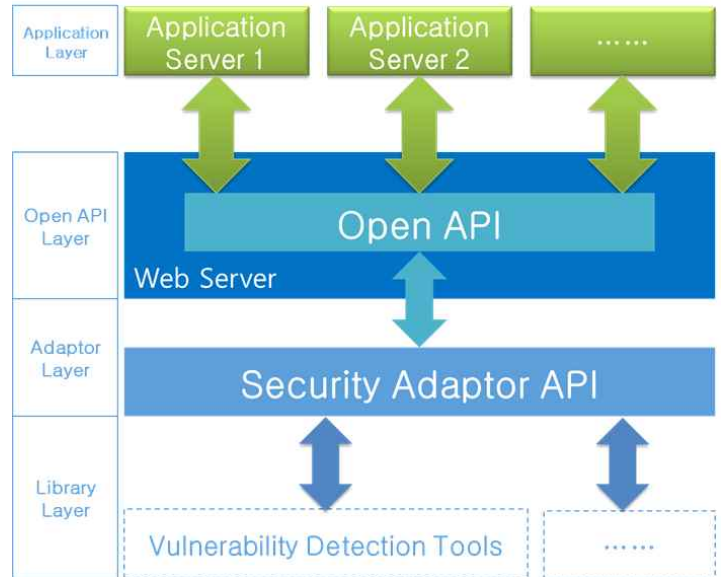 Application
Layer
Application
Server 1
Application
Server 2
……
Open API
Layer
Open API
Web Server
Adaptor
Layer
Security Adaptor API
Library
Layer
Vulnerability Detection Tools
……